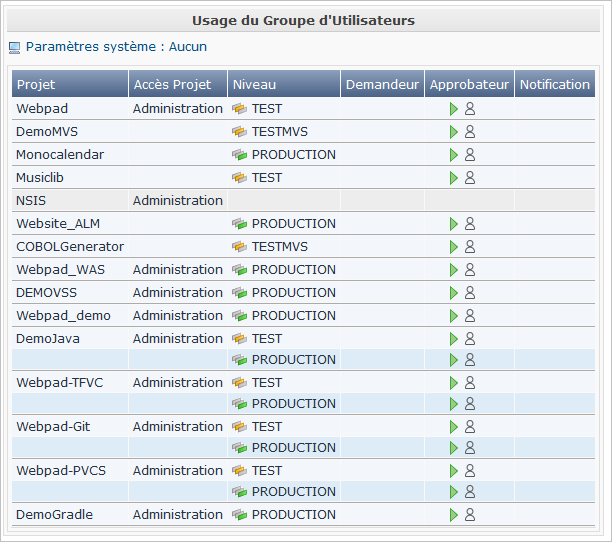 Usage du Groupe d'Utilisateurs
Paramètres système : Aucun
Projet Accès Projet Niveau Demandeur Approbateur Notification
Webpad Administration TEST
DemoMVS TESTMVS
Monocalendar PRODUCTION
Musiclib TEST
NSIS Administration
Website_ALM PRODUCTION
COBOLGenerator TESTMVS
Webpad_WAS Administration PRODUCTION
DEMOVSS Administration PRODUCTION
Webpad_demo Administration PRODUCTION
DemoJava Administration TEST
PRODUCTION
Webpad-TFVC Administration TEST
PRODUCTION
Webpad-Git Administration TEST
PRODUCTION
Webpad-PVCS Administration TEST
PRODUCTION
DemoGradle Administration PRODUCTION